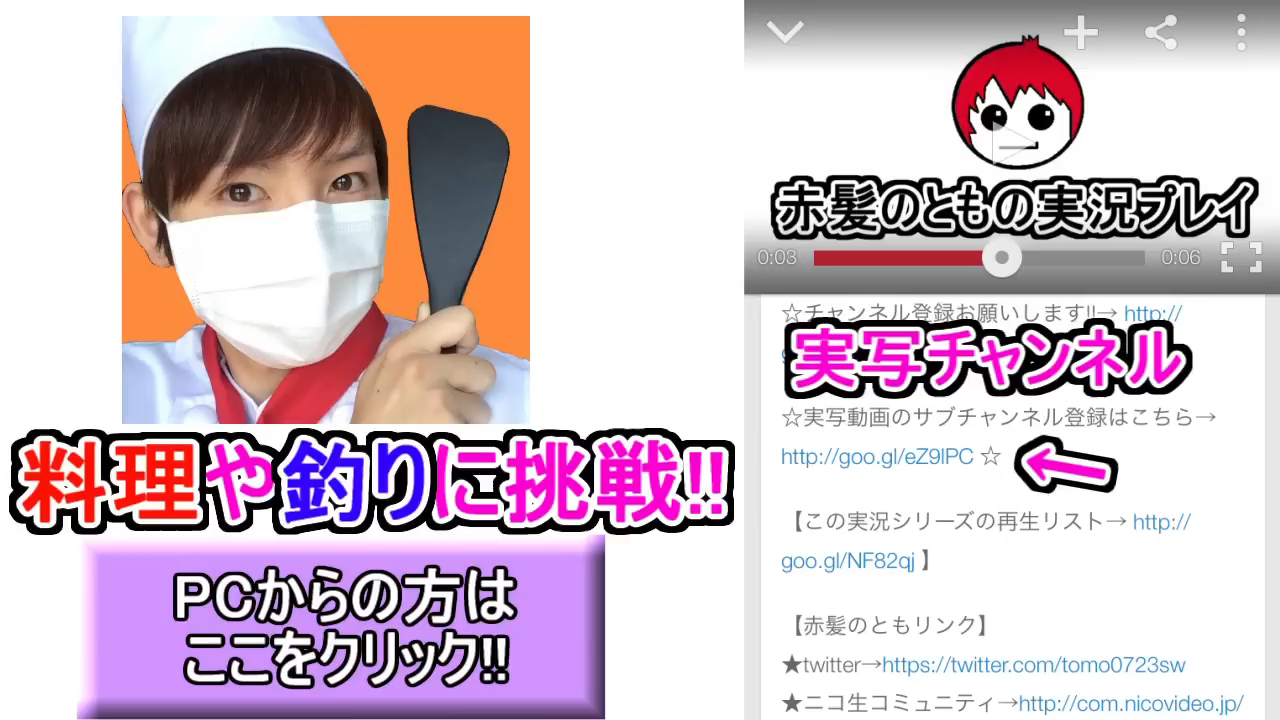 料理や釣りに挑戦!!
PCからの方は
ここをクリック!!
赤髪のともの実況プレイ
0:03
0:06
☆チャンネル登録お願いします!!→ http://
実写チャンネル
☆実写動画のサブチャンネル登録はこちら→
http://goo.gl/eZ9lPC ☆
【この実況シリーズの再生リスト→ http://
goo.gl/NF82qj 】
【赤髪のともリンク】
★twitter→https://twitter.com/tomo0723sw
★ニコ生コミュニティ→http://com.nicovideo.jp/